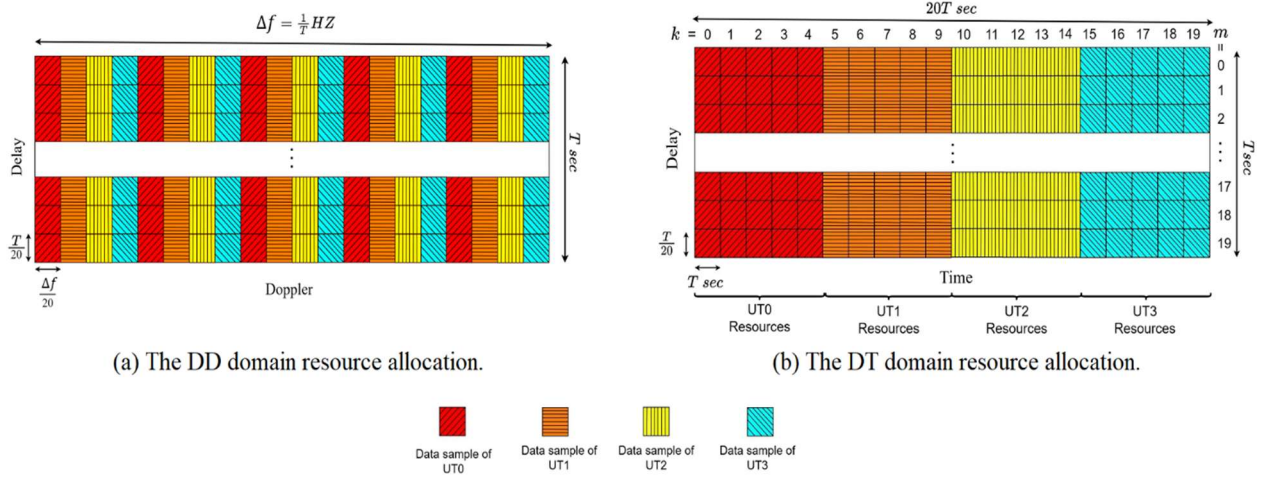 Δf = 1/T HZ
Delay
T sec
T/20
Δf/20
Doppler
(a) The DD domain resource allocation.
20T sec
k = 0 1 2 3 4 5 6 7 8 9 10 11 12 13 14 15 16 17 18 19 m
=
0
1
2
17
18
19
Delay
T sec
T/20
T sec
Time
UT0 UT1 UT2 UT3
Resources Resources Resources Resources
(b) The DT domain resource allocation.
Data sample of Data sample of Data sample of Data sample of
UT0 UT1 UT2 UT3